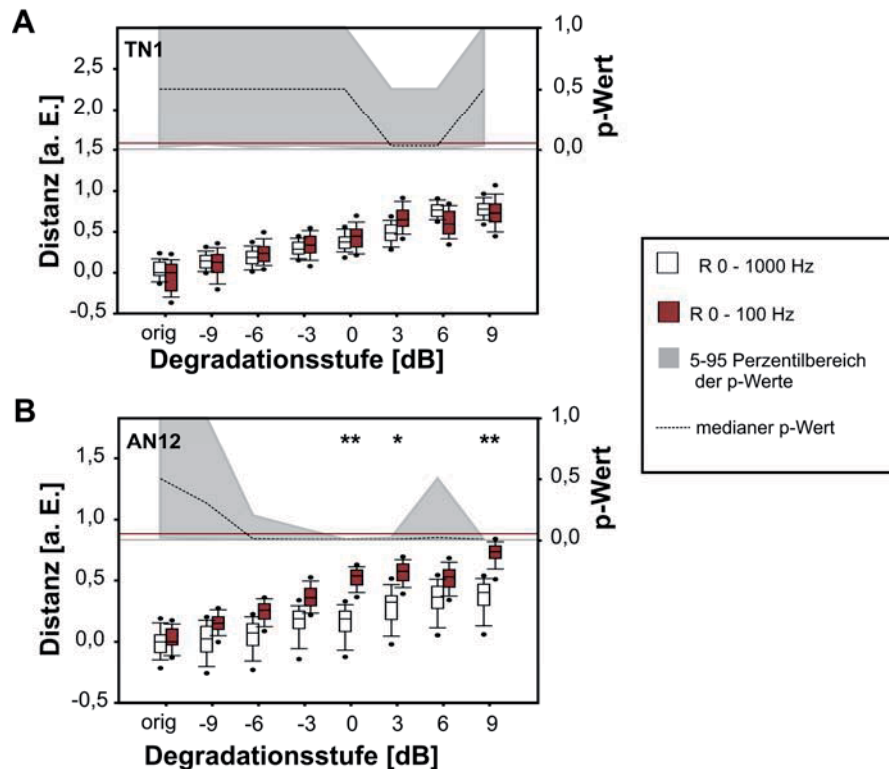 A
TN1
2,5
2,0
1,5
1,0
0,5
0,0
-0,5
Distanz [a. E.]
1,0
0,5
0,0
p-Wert
orig -9 -6 -3 0 3 6 9
Degradationsstufe [dB]
B
AN12
** * **
1,5
1,0
0,5
0,0
-0,5
Distanz [a. E.]
1,0
0,5
0,0
p-Wert
orig -9 -6 -3 0 3 6 9
Degradationsstufe [dB]
R 0 - 1000 Hz
R 0 - 100 Hz
5-95 Perzentilbereich
der p-Werte
medianer p-Wert